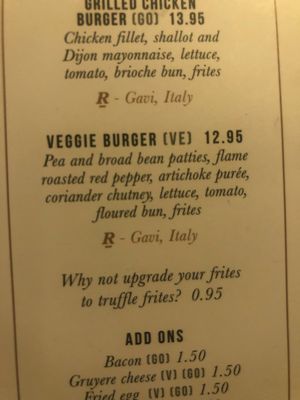 GRILLED CHICKEN
BURGER (GO) 13.95
Chicken fillet, shallot and
Dijon mayonnaise, lettuce,
tomato, brioche bun, frites
R - Gavi, Italy
VEGGIE BURGER (VE) 12.95
Pea and broad bean patties, flame
roasted red pepper, artichoke purée,
coriander chutney, lettuce, tomato,
floured bun, frites
R - Gavi, Italy
Why not upgrade your frites
to truffle frites? 0.95
ADD ONS
Bacon (GO) 1.50
Gruyere cheese (V) (GO) 1.50
Fried egg (V) (GO) 1.50